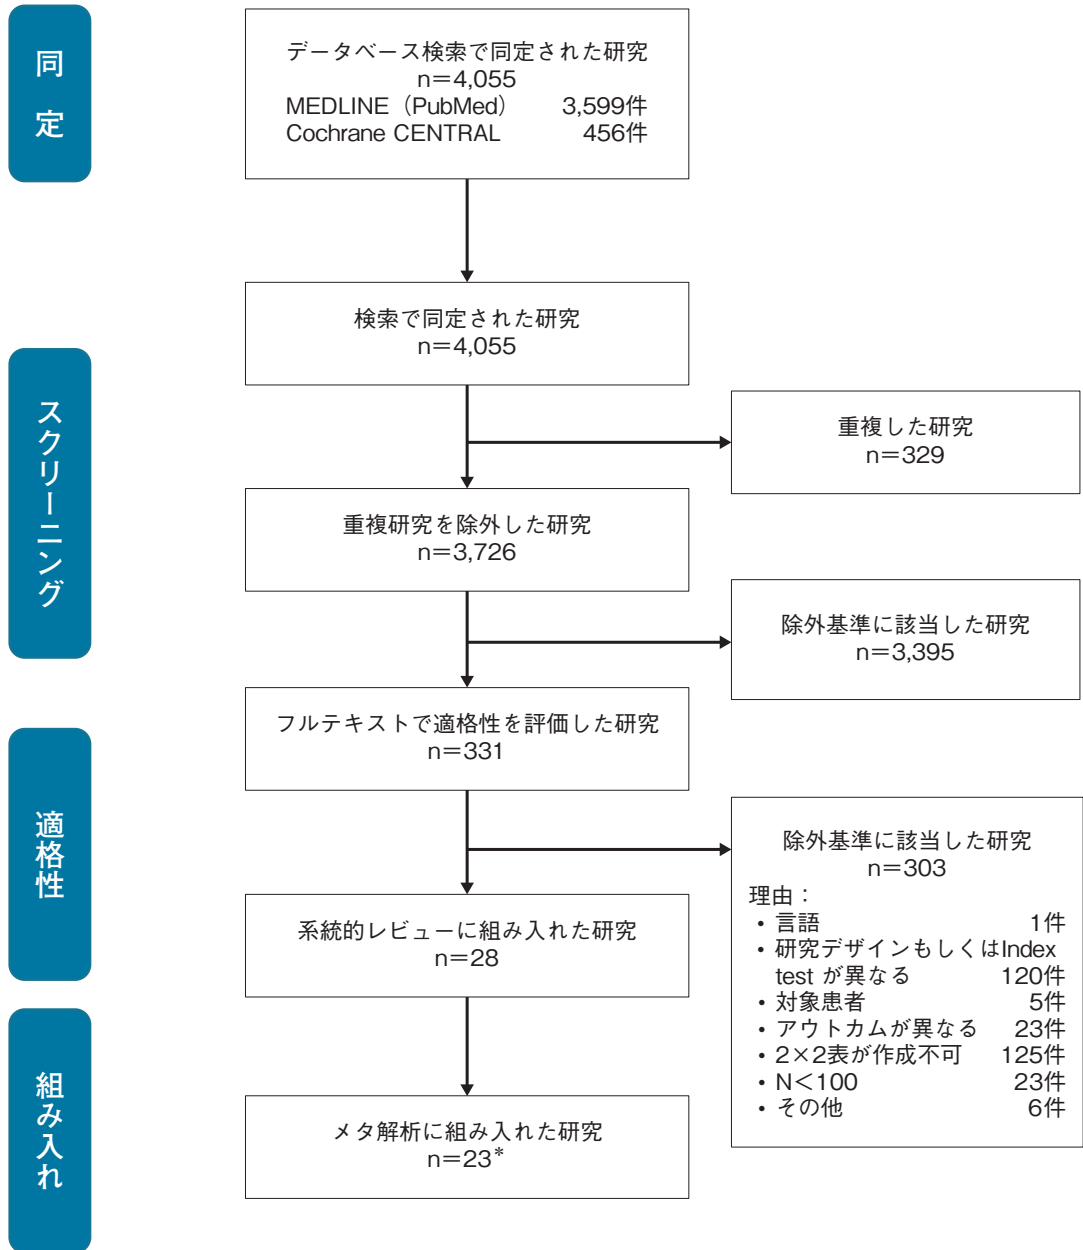 同定
データベース検索で同定された研究
n＝4,055
MEDLINE（PubMed） 3,599件
Cochrane CENTRAL 456件
スクリーニング
検索で同定された研究
n＝4,055
重複した研究
n＝329
重複研究を除外した研究
n＝3,726
除外基準に該当した研究
n＝3,395
適格性
フルテキストで適格性を評価した研究
n＝331
除外基準に該当した研究
n＝303
理由：
・言語 1件
・研究デザインもしくはIndex
test が異なる 120件
・対象患者 5件
・アウトカムが異なる 23件
・2×2表が作成不可 125件
・N＜100 23件
・その他 6件
系統的レビューに組み入れた研究
n＝28
組み入れ
メタ解析に組み入れた研究
n＝23*